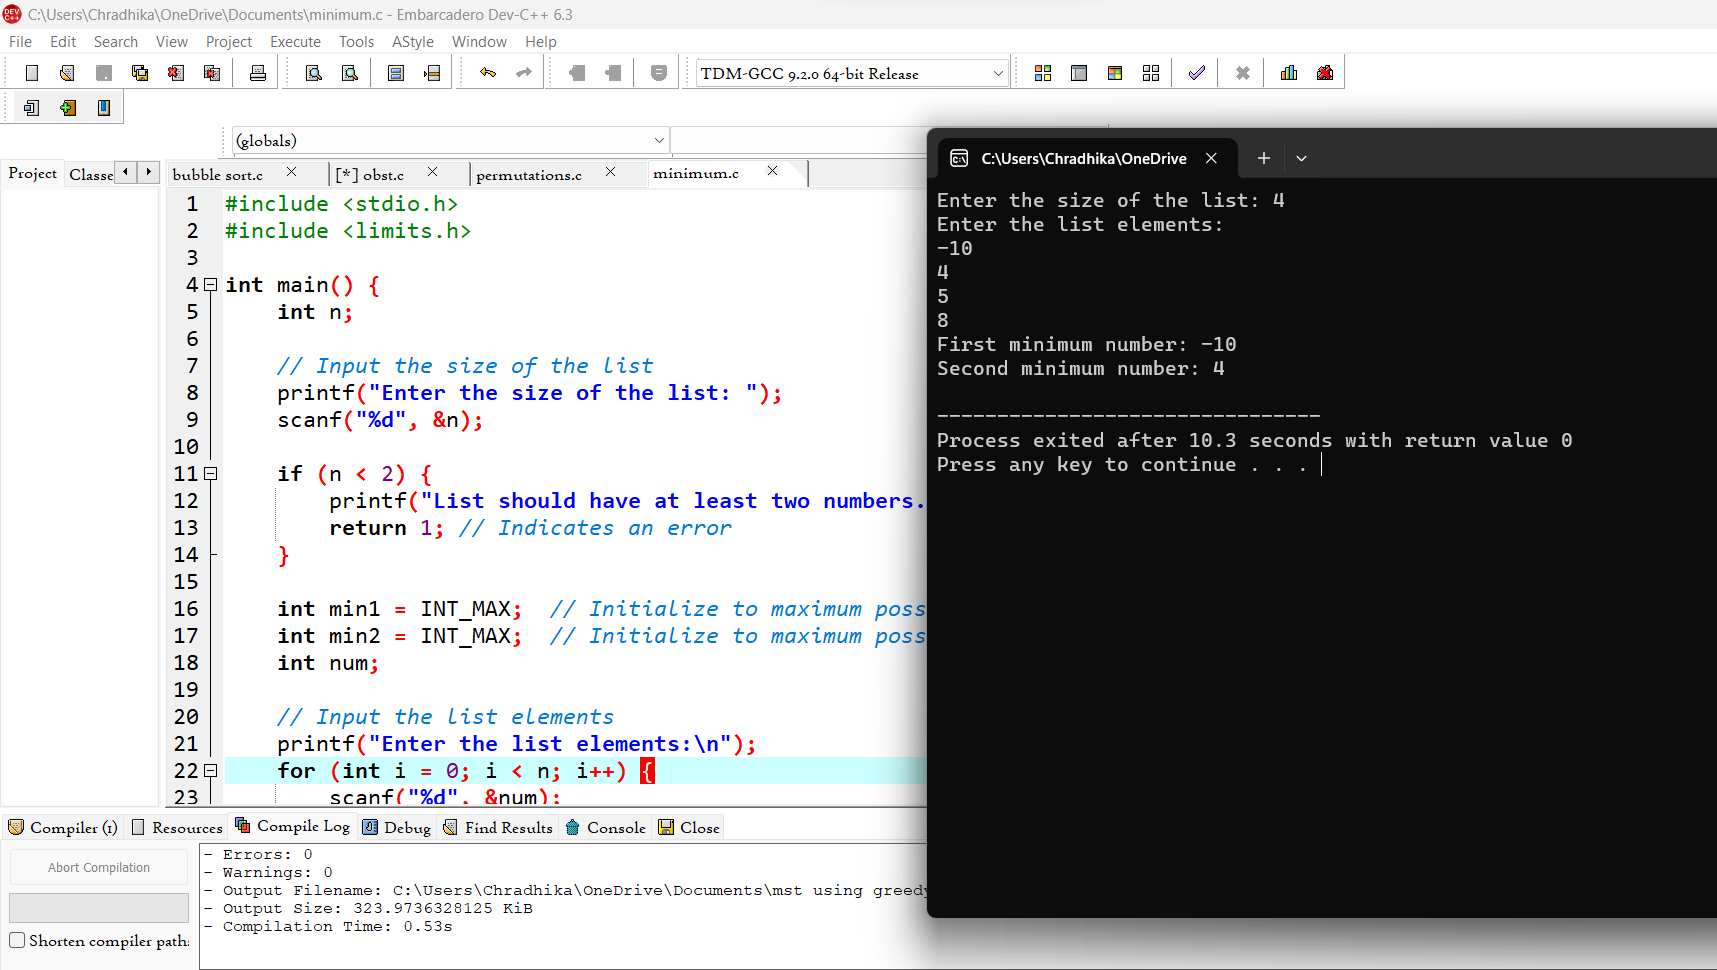 C:\Users\Chradhika\OneDrive\Documents\minimum.c - Embarcadero Dev-C++ 6.3
File Edit Search View Project Execute Tools AStyle Window Help
TDM-GCC 9.2.0 64-bit Release
(globals)
Project Classe
bubble sort.c [*] obst.c permutations.c minimum.c
1 #include <stdio.h>
2 #include <limits.h>
3
4 int main() {
5 int n;
6
7 // Input the size of the list
8 printf("Enter the size of the list: ");
9 scanf("%d", &n);
10
11 if (n < 2) {
12 printf("List should have at least two numbers.
13 return 1; // Indicates an error
14 }
15
16 int min1 = INT_MAX; // Initialize to maximum poss
17 int min2 = INT_MAX; // Initialize to maximum poss
18 int num;
19
20 // Input the list elements
21 printf("Enter the list elements:\n");
22 for (int i = 0; i < n; i++) {
23 scanf("%d", &num);
C:\Users\Chradhika\OneDrive
Enter the size of the list: 4
Enter the list elements:
-10
4
5
8
First minimum number: -10
Second minimum number: 4
--------------------------------
Process exited after 10.3 seconds with return value 0
Press any key to continue . . .
Compiler (1) Resources Compile Log Debug Find Results Console Close
Abort Compilation
Shorten compiler path
- Errors: 0
- Warnings: 0
- Output Filename: C:\Users\Chradhika\OneDrive\Documents\mst using greedy
- Output Size: 323.9736328125 KiB
- Compilation Time: 0.53s